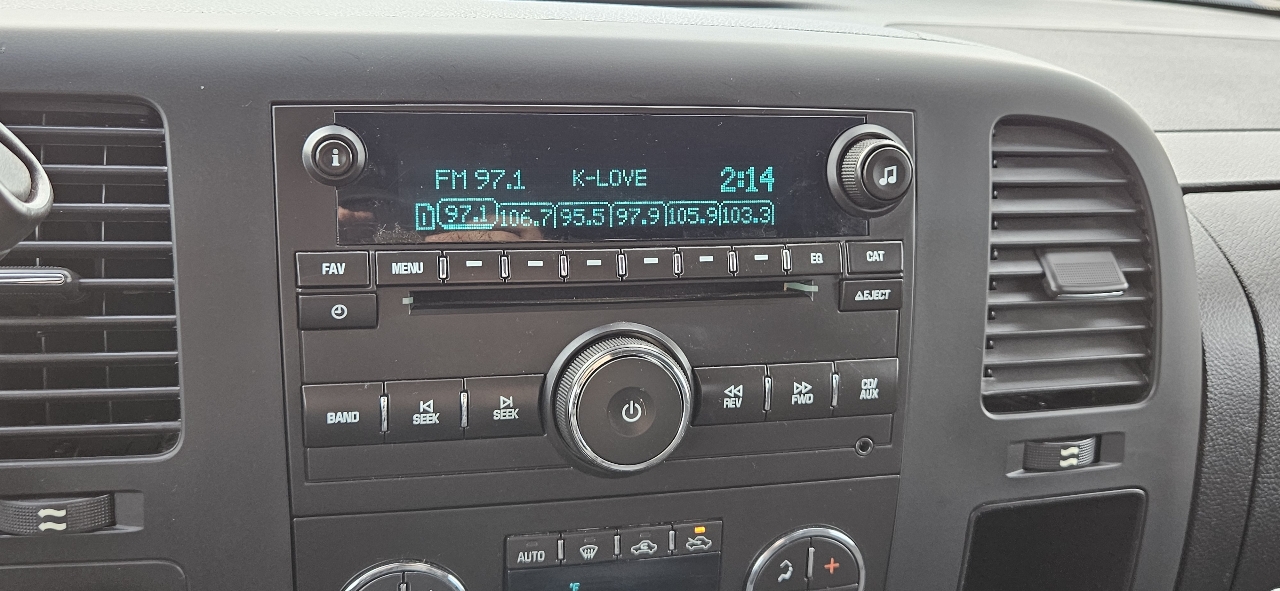 FM 97.1 K-LOVE 2:14
1 97.1 106.7 95.5 97.9 105.9 103.3
FAV MENU EQ CAT
EJECT
BAND SEEK SEEK REV FWD CD/
AUX
AUTO
°F